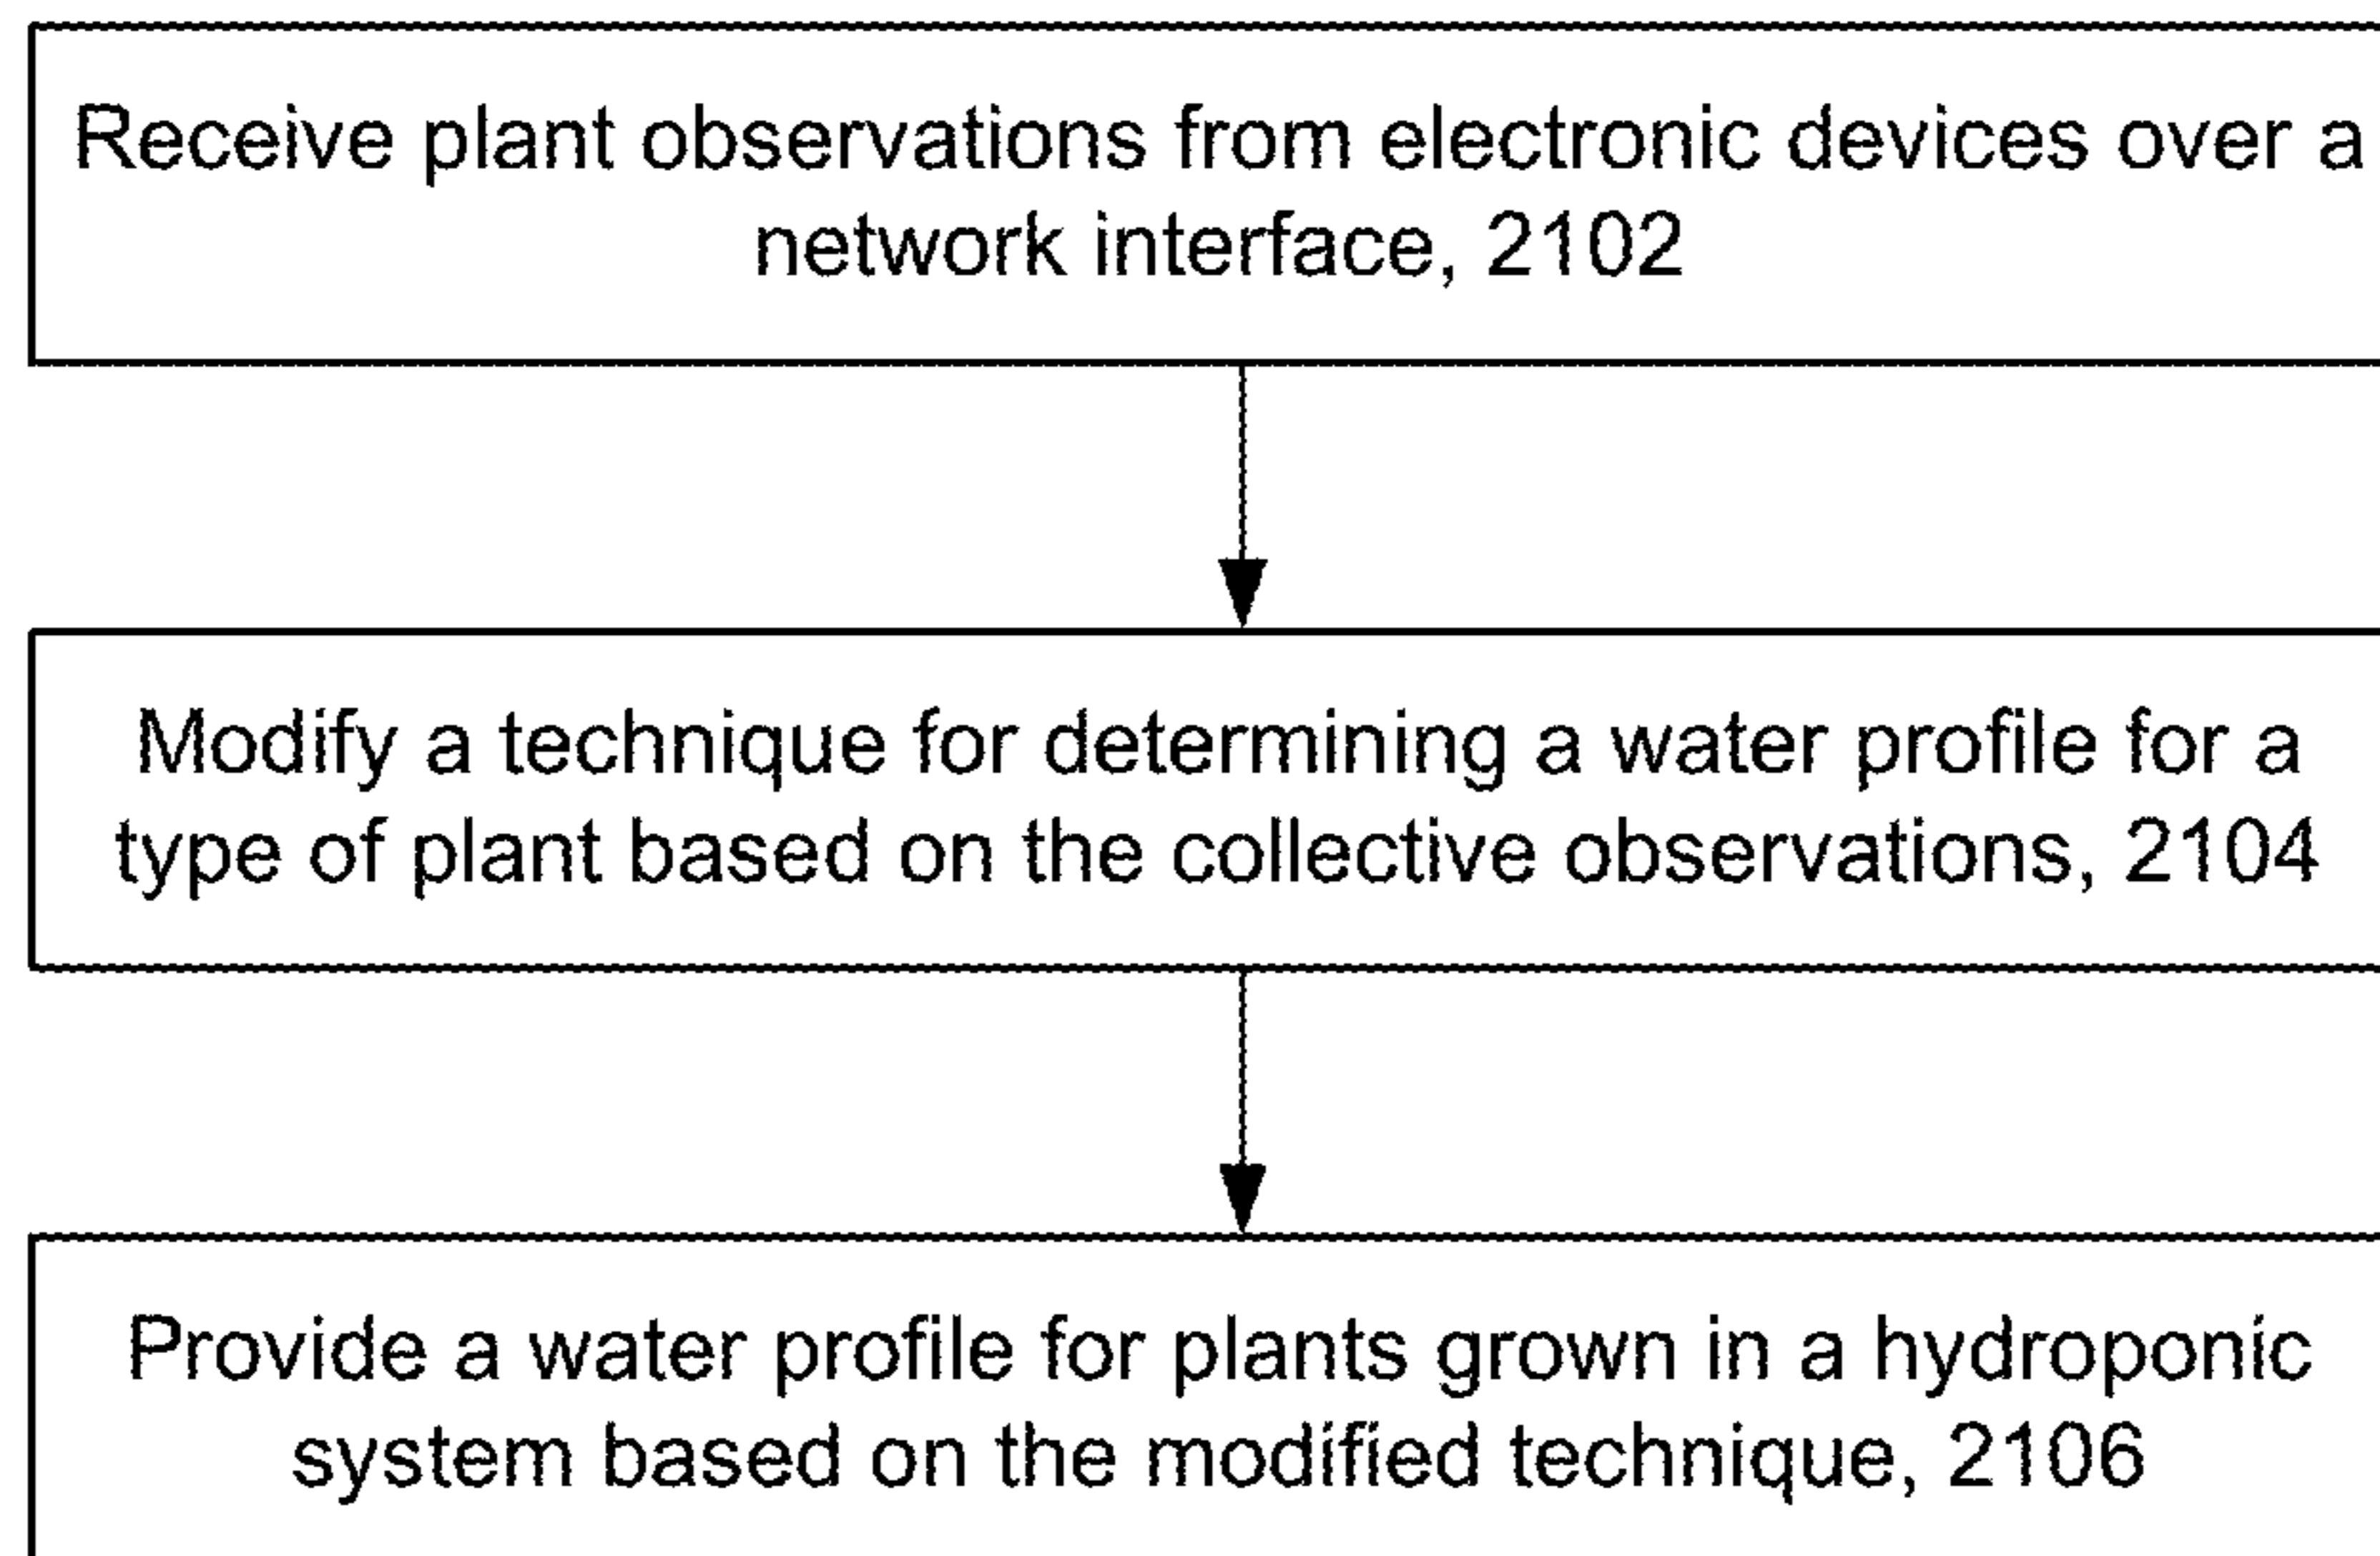 Receive plant observations from electronic devices over a
network interface, 2102
Modify a technique for determining a water profile for a
type of plant based on the collective observations, 2104
Provide a water profile for plants grown in a hydroponic
system based on the modified technique, 2106